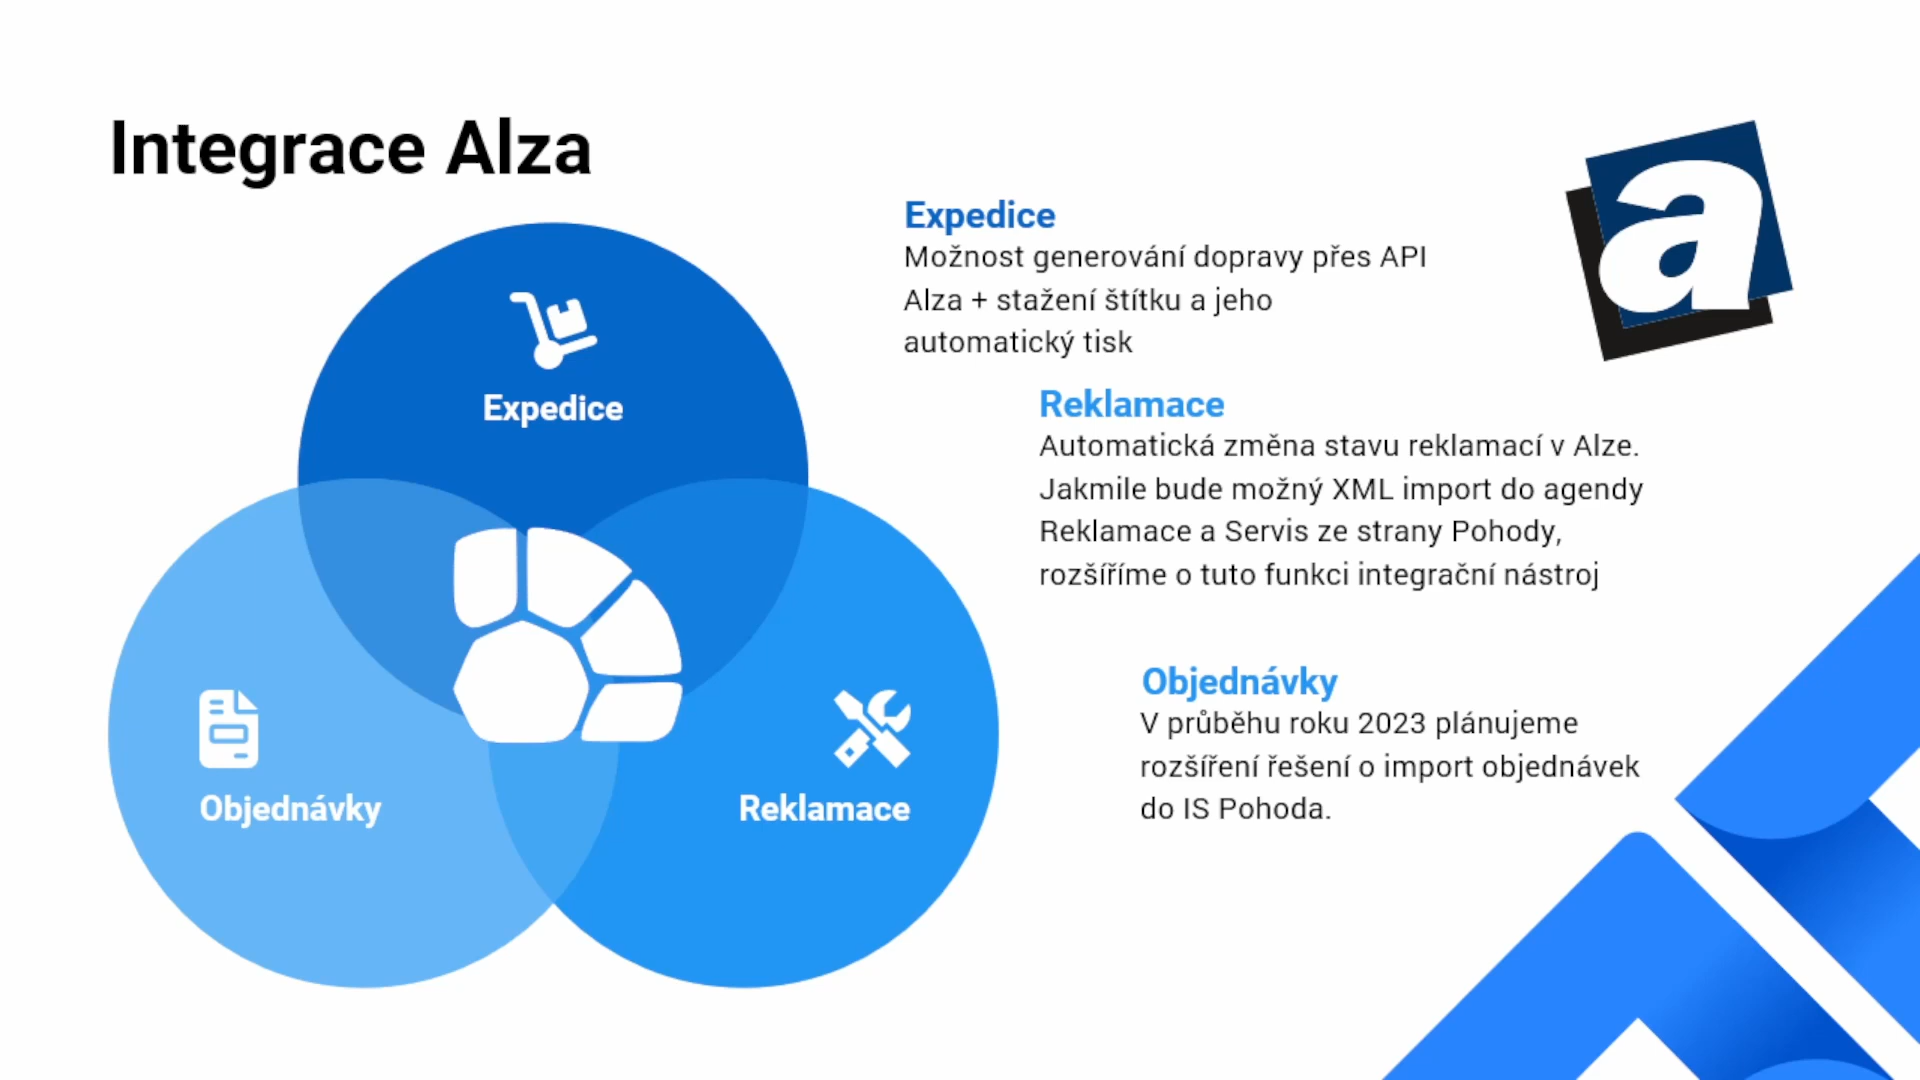 Integrace Alza
Expedice
Možnost generování dopravy přes API
Alza + stažení štítku a jeho
automatický tisk
a
Expedice
Reklamace
Automatická změna stavu reklamací v Alze.
Jakmile bude možný XML import do agendy
Reklamace a Servis ze strany Pohody,
rozšíříme o tuto funkci integrační nástroj
Objednávky
V průběhu roku 2023 plánujeme
rozšíření řešení o import objednávek
do IS Pohoda.
Objednávky
Reklamace